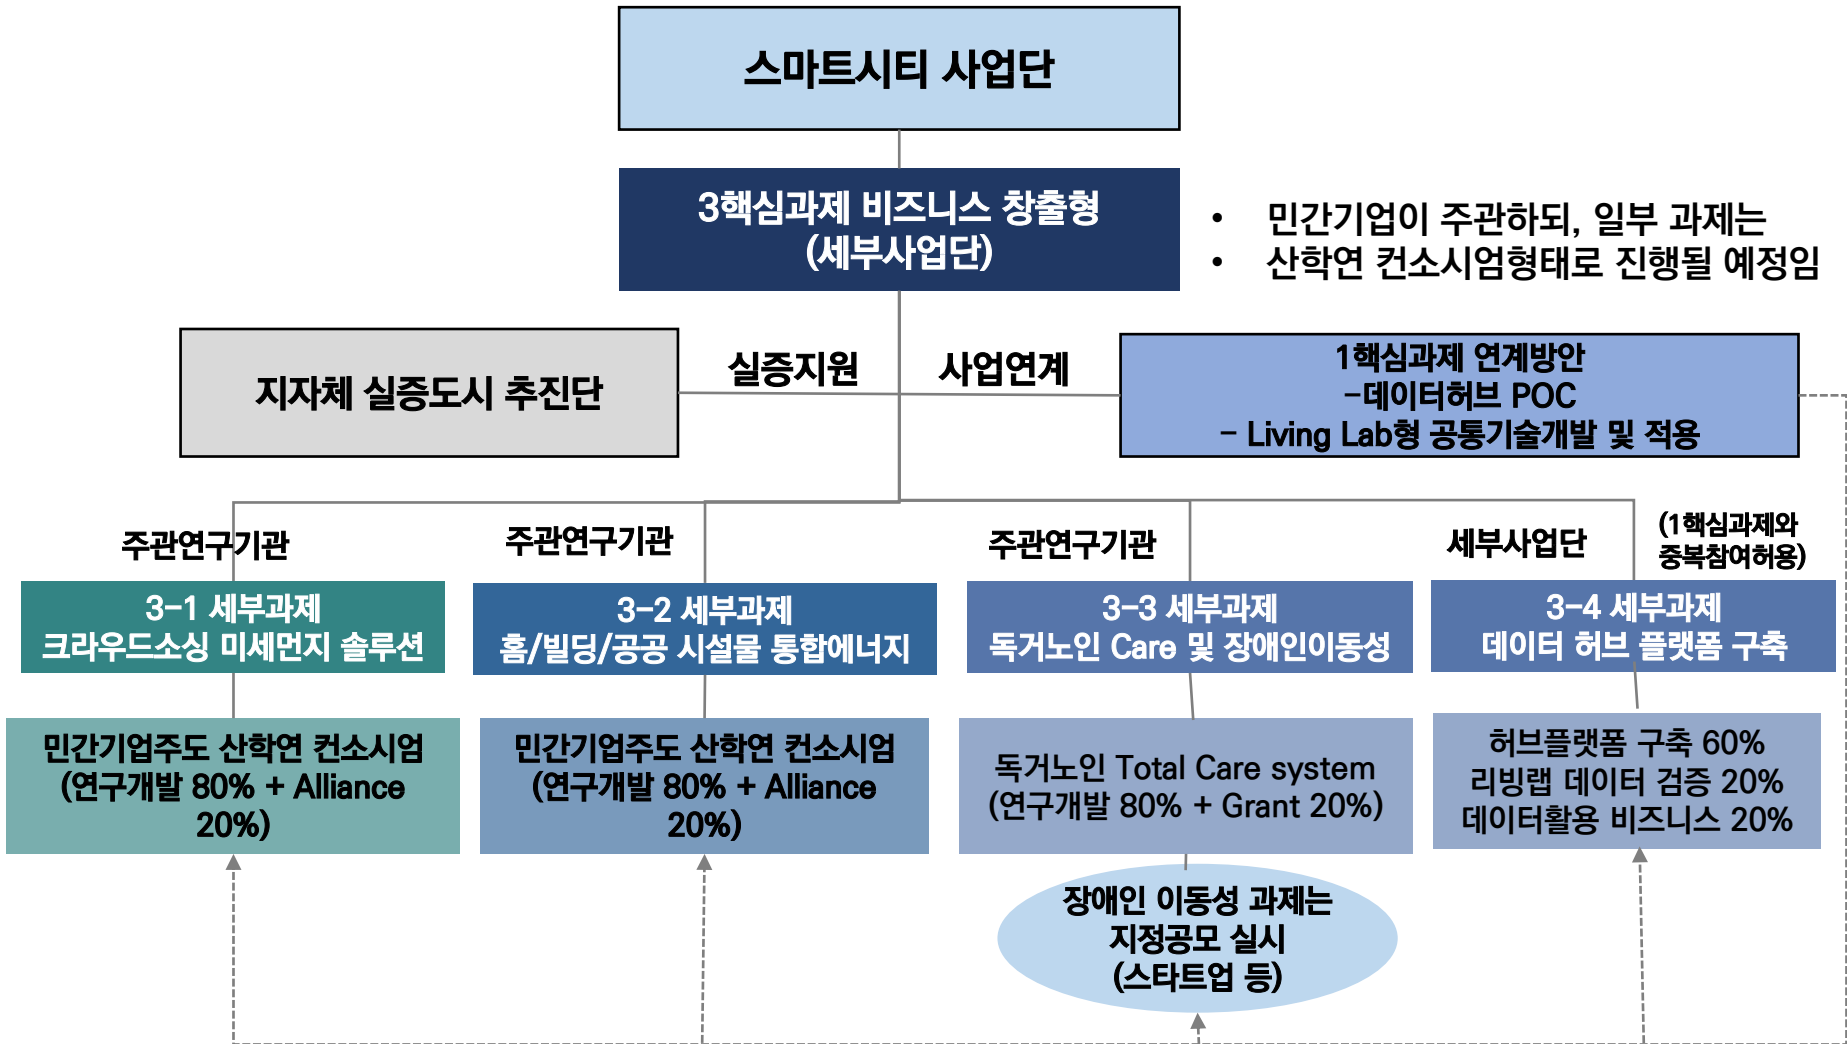 스마트시티 사업단
3핵심과제 비즈니스 창출형
(세부사업단)
• 민간기업이 주관하되, 일부 과제는
• 산학연 컨소시엄형태로 진행될 예정임
지자체 실증도시 추진단
실증지원
사업연계
1핵심과제 연계방안
-데이터허브 POC
- Living Lab형 공통기술개발 및 적용
주관연구기관
주관연구기관
주관연구기관
세부사업단
(1핵심과제와
중복참여허용)
3-1 세부과제
크라우드소싱 미세먼지 솔루션
3-2 세부과제
홈/빌딩/공공 시설물 통합에너지
3-3 세부과제
독거노인 Care 및 장애인이동성
3-4 세부과제
데이터 허브 플랫폼 구축
민간기업주도 산학연 컨소시엄
(연구개발 80% + Alliance
20%)
민간기업주도 산학연 컨소시엄
(연구개발 80% + Alliance
20%)
독거노인 Total Care system
(연구개발 80% + Grant 20%)
허브플랫폼 구축 60%
리빙랩 데이터 검증 20%
데이터활용 비즈니스 20%
장애인 이동성 과제는
지정공모 실시
(스타트업 등)